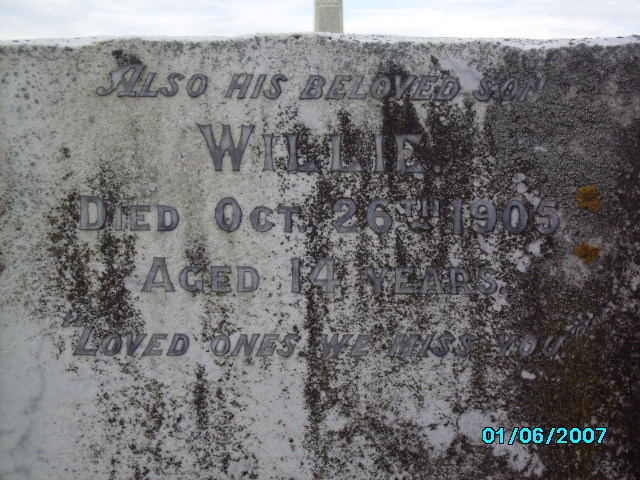 Also his beloved son
Willie.
Died Oct. 26th 1905.
Aged 14 years.
"Loved ones we miss you"
01/06/2007